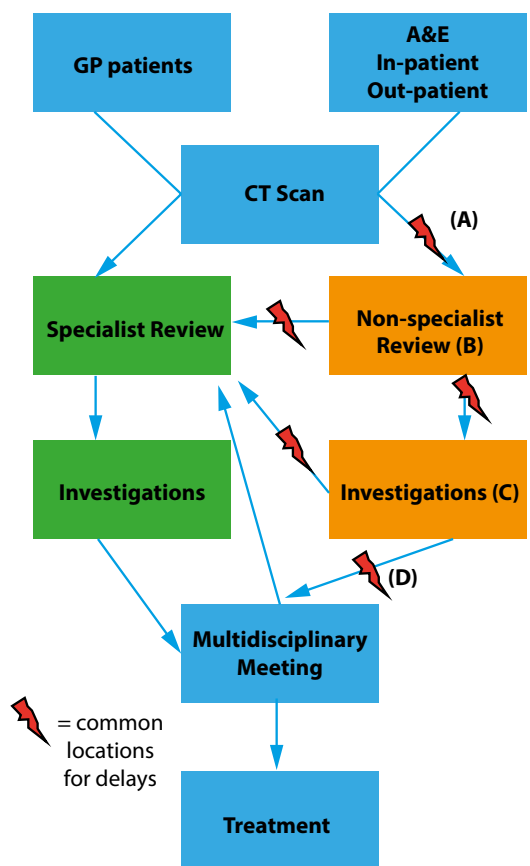 GP patients
A&E
In-patient
Out-patient
CT Scan
(A)
Specialist Review
Non-specialist
Review (B)
Investigations
Investigations (C)
(D)
Multidisciplinary
Meeting
= common
locations
for delays
Treatment